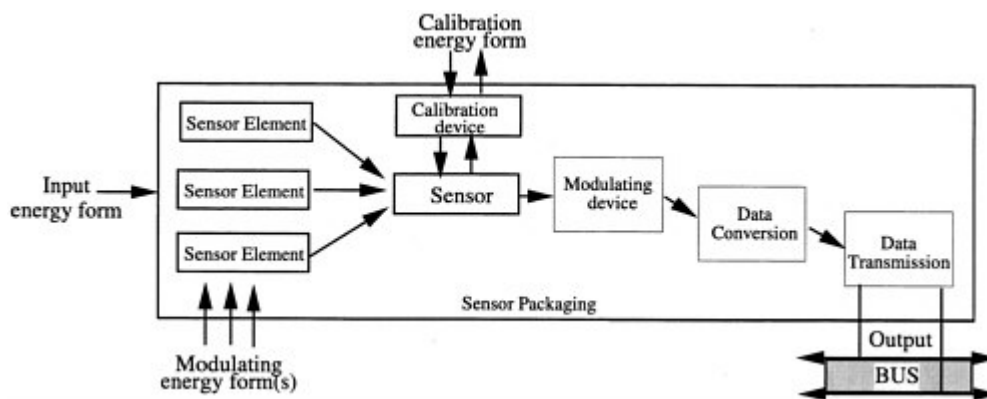 Calibration
energy form
Calibration
device
Sensor Element
Sensor Element
Sensor Element
Input
energy form
Sensor
Modulating
device
Data
Conversion
Data
Transmission
Sensor Packaging
Modulating
energy form(s)
Output
BUS